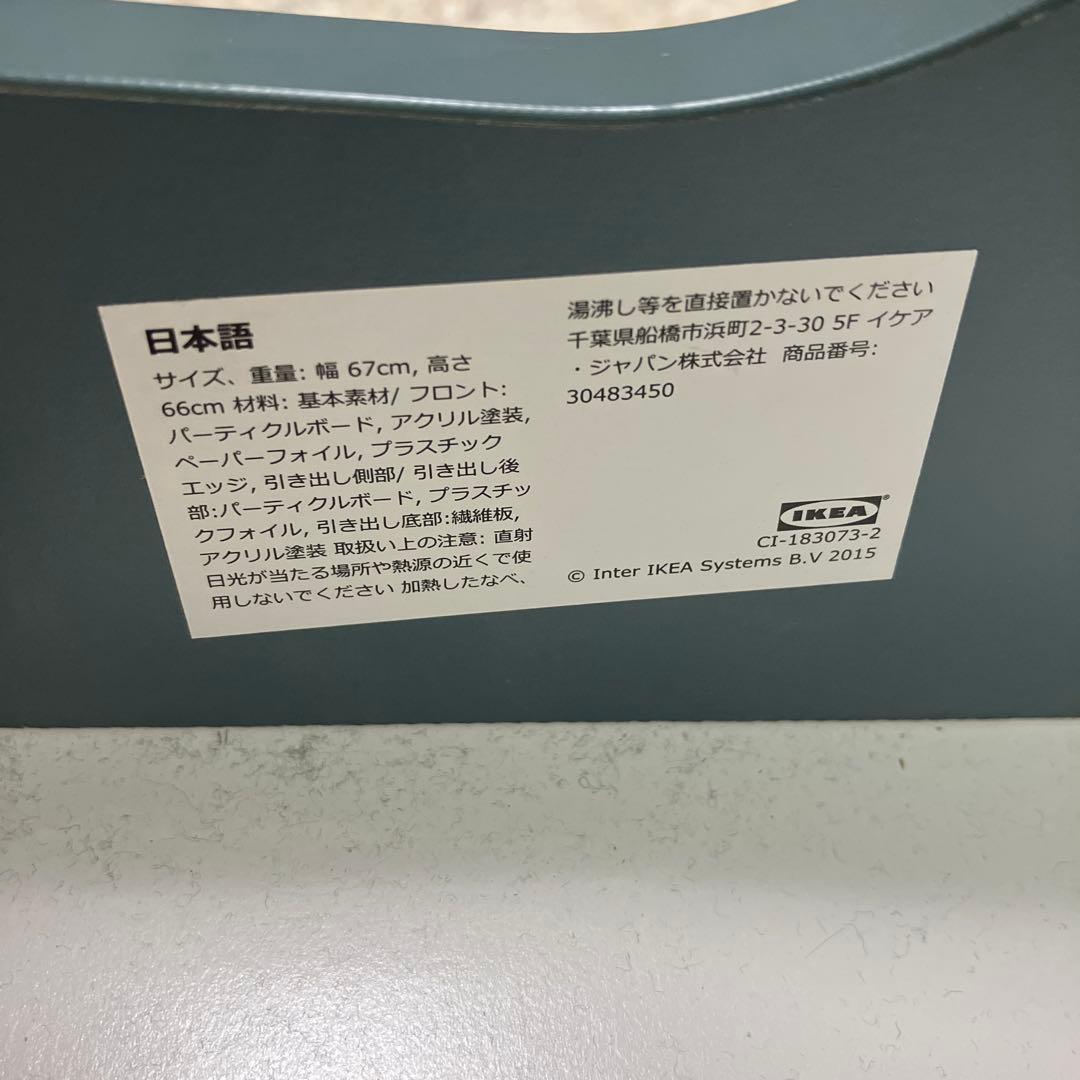 日本語
サイズ、重量: 幅 67cm, 高さ
66cm 材料: 基本素材/ フロント:
パーティクルボード, アクリル塗装,
ペーパーフォイル, プラスチック
エッジ, 引き出し側部/ 引き出し後
部:パーティクルボード, プラスチッ
クフォイル, 引き出し底部:繊維板,
アクリル塗装 取扱い上の注意: 直射
日光が当たる場所や熱源の近くで使
用しないでください 加熱したなべ、
湯沸し等を直接置かないでください
千葉県船橋市浜町2-3-30 5F イケア
・ジャパン株式会社 商品番号:
30483450
IKEA®
CI-183073-2
© Inter IKEA Systems B.V 2015